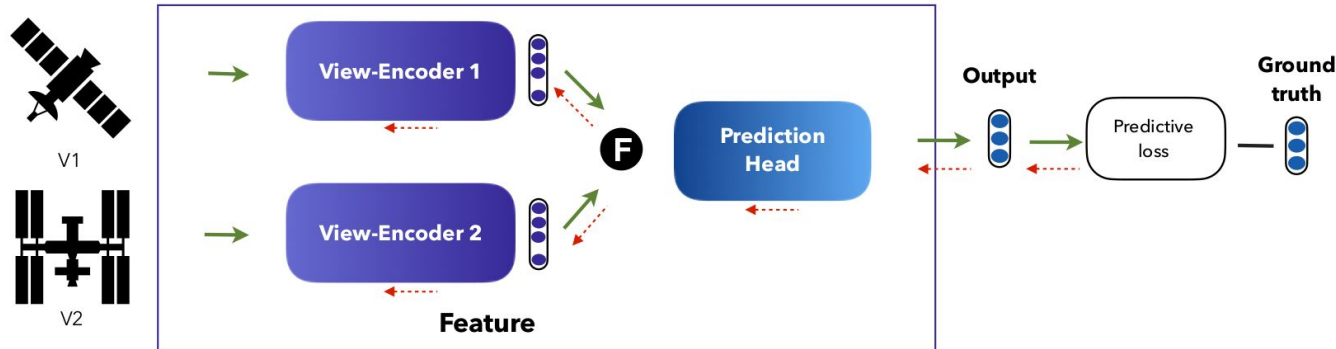 V1
View-Encoder 1
F
View-Encoder 2
V2
Feature
Prediction
Head
Output
Predictive
loss
Ground
truth